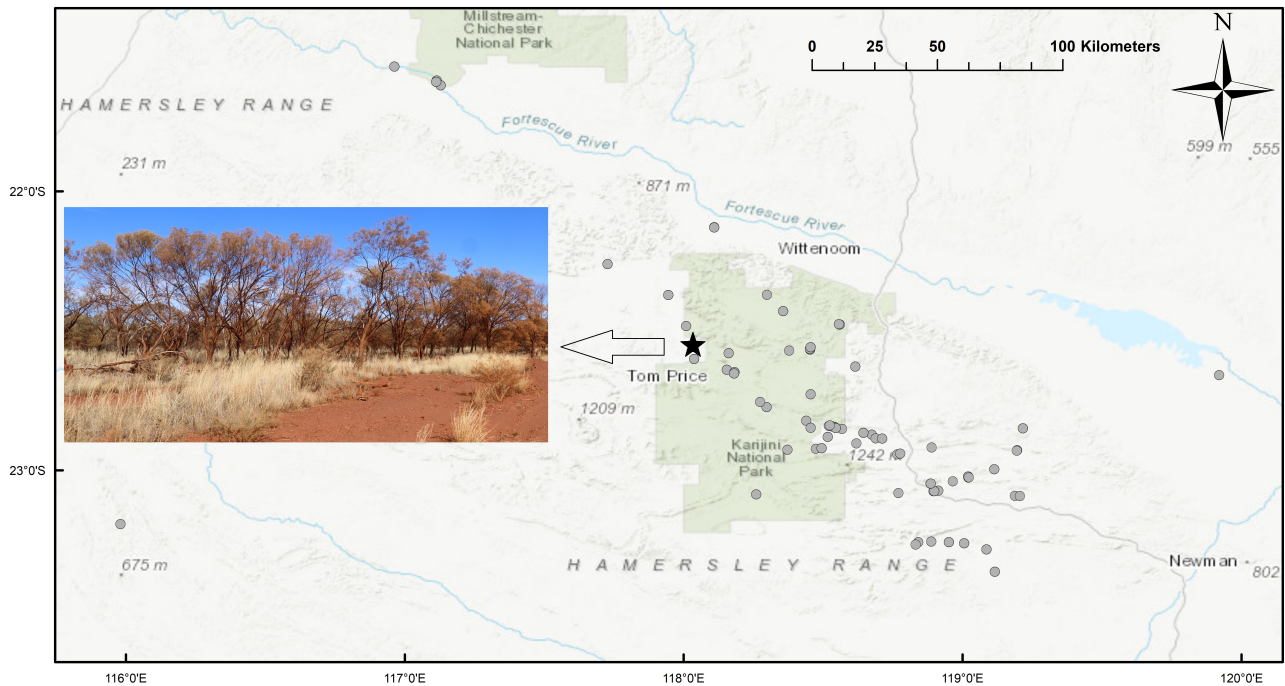 Millstream-
Chichester
National Park
N
0 25 50 100 Kilometers
HAMERSLEY RANGE
Fortescue River
231 m
599 m
555
871 m
22°0'S
Fortescue River
Wittenoom
Tom Price
1209 m
Karijini
National
Park
1242
23°0'S
675 m
HAMERSLEY RANGE
Newman
802
116°0'E 117°0'E 118°0'E 119°0'E 120°0'E